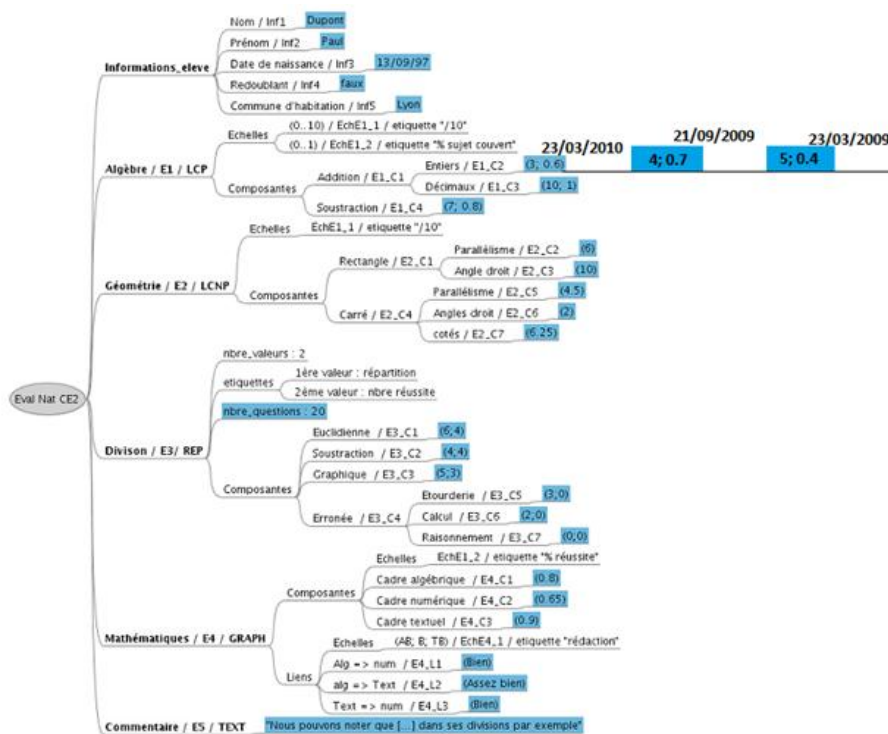 Eval Nat CE2
Informations_eleve
Nom / Inf1 Dupont
Prénom / Inf2 Paul
Date de naissance / Inf3 13/09/97
Redoublant / Inf4 faux
Commune d'habitation / Inf5 Lyon
Algèbre / E1 / LCP
Echelles
(0..10) / EchE1_1 / etiquette "/10"
(0..1) / EchE1_2 / etiquette "% sujet couvert"
Composantes
Addition / E1_C1
Entiers / E1_C2 (3; 0.6)
Décimaux / E1_C3 (10; 1)
Soustraction / E1_C4 (7; 0.8)
23/03/2010
21/09/2009
23/03/2009
4; 0.7
5; 0.4
Géométrie / E2 / LCNP
Echelles
EchE1_1 / etiquette "/10"
Composantes
Rectangle / E2_C1
Parallélisme / E2_C2 (6)
Angle droit / E2_C3 (10)
Carré / E2_C4
Parallélisme / E2_C5 (4.5)
Angles droit / E2_C6 (2)
cotés / E2_C7 (6.25)
Divison / E3/ REP
nbre_valeurs : 2
etiquettes
1ère valeur : répartition
2ème valeur : nbre réussite
nbre_questions : 20
Composantes
Euclidienne / E3_C1 (6;4)
Soustraction / E3_C2 (4;4)
Graphique / E3_C3 (5;3)
Erronée / E3_C4
Etourderie / E3_C5 (3;0)
Calcul / E3_C6 (2;0)
Raisonnement / E3_C7 (0;0)
Mathématiques / E4 / GRAPH
Composantes
Echelles EchE1_2 / etiquette "% réussite"
Cadre algébrique / E4_C1 (0.8)
Cadre numérique / E4_C2 (0.65)
Cadre textuel / E4_C3 (0.9)
Liens
Echelles (AB; B; TB) / EchE4_1 / etiquette "rédaction"
Alg => num / E4_L1 (Bien)
alg => Text / E4_L2 (Assez bien)
Text => num / E4_L3 (Bien)
Commentaire / E5 / TEXT "Nous pouvons noter que [...] dans ses divisions par exemple"